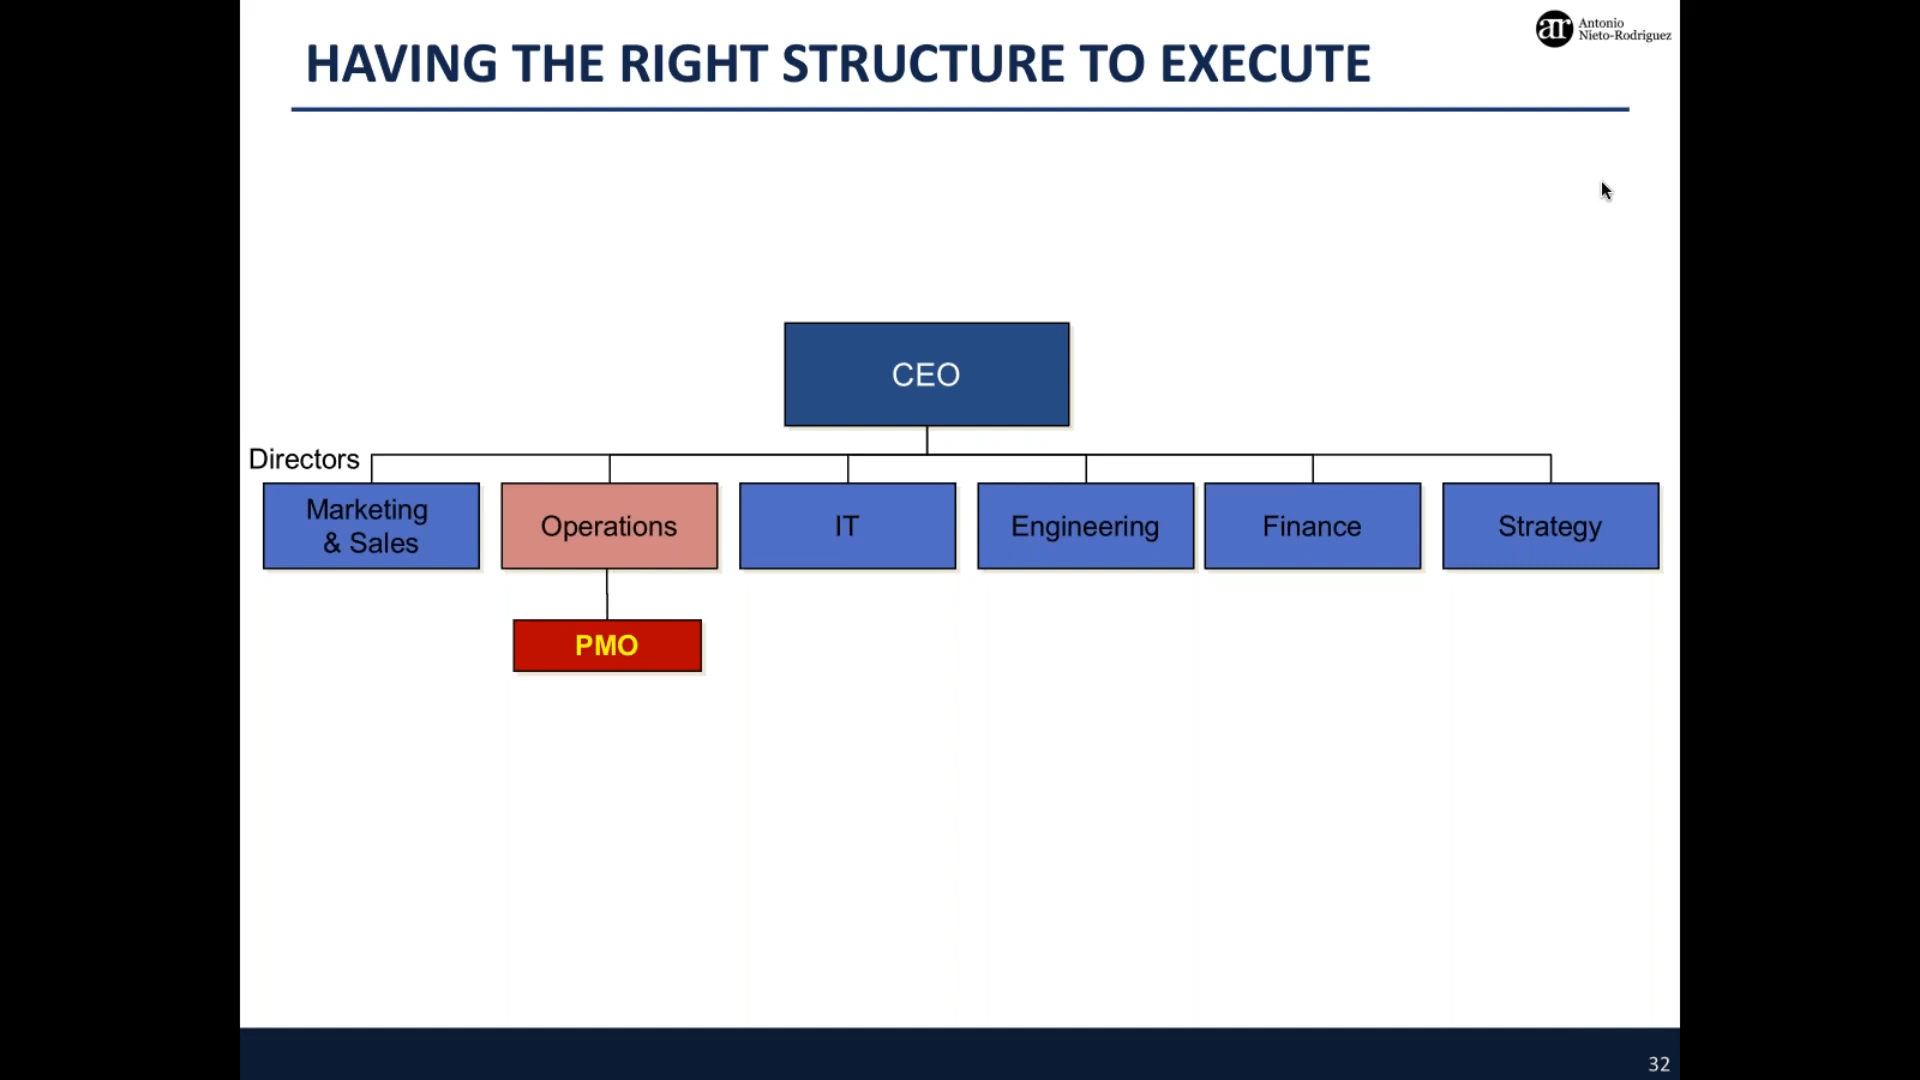 HAVING THE RIGHT STRUCTURE TO EXECUTE
ar
Antonio
Nieto-Rodriguez
CEO
Directors
Marketing
& Sales
Operations
IT
Engineering
Finance
Strategy
PMO
32